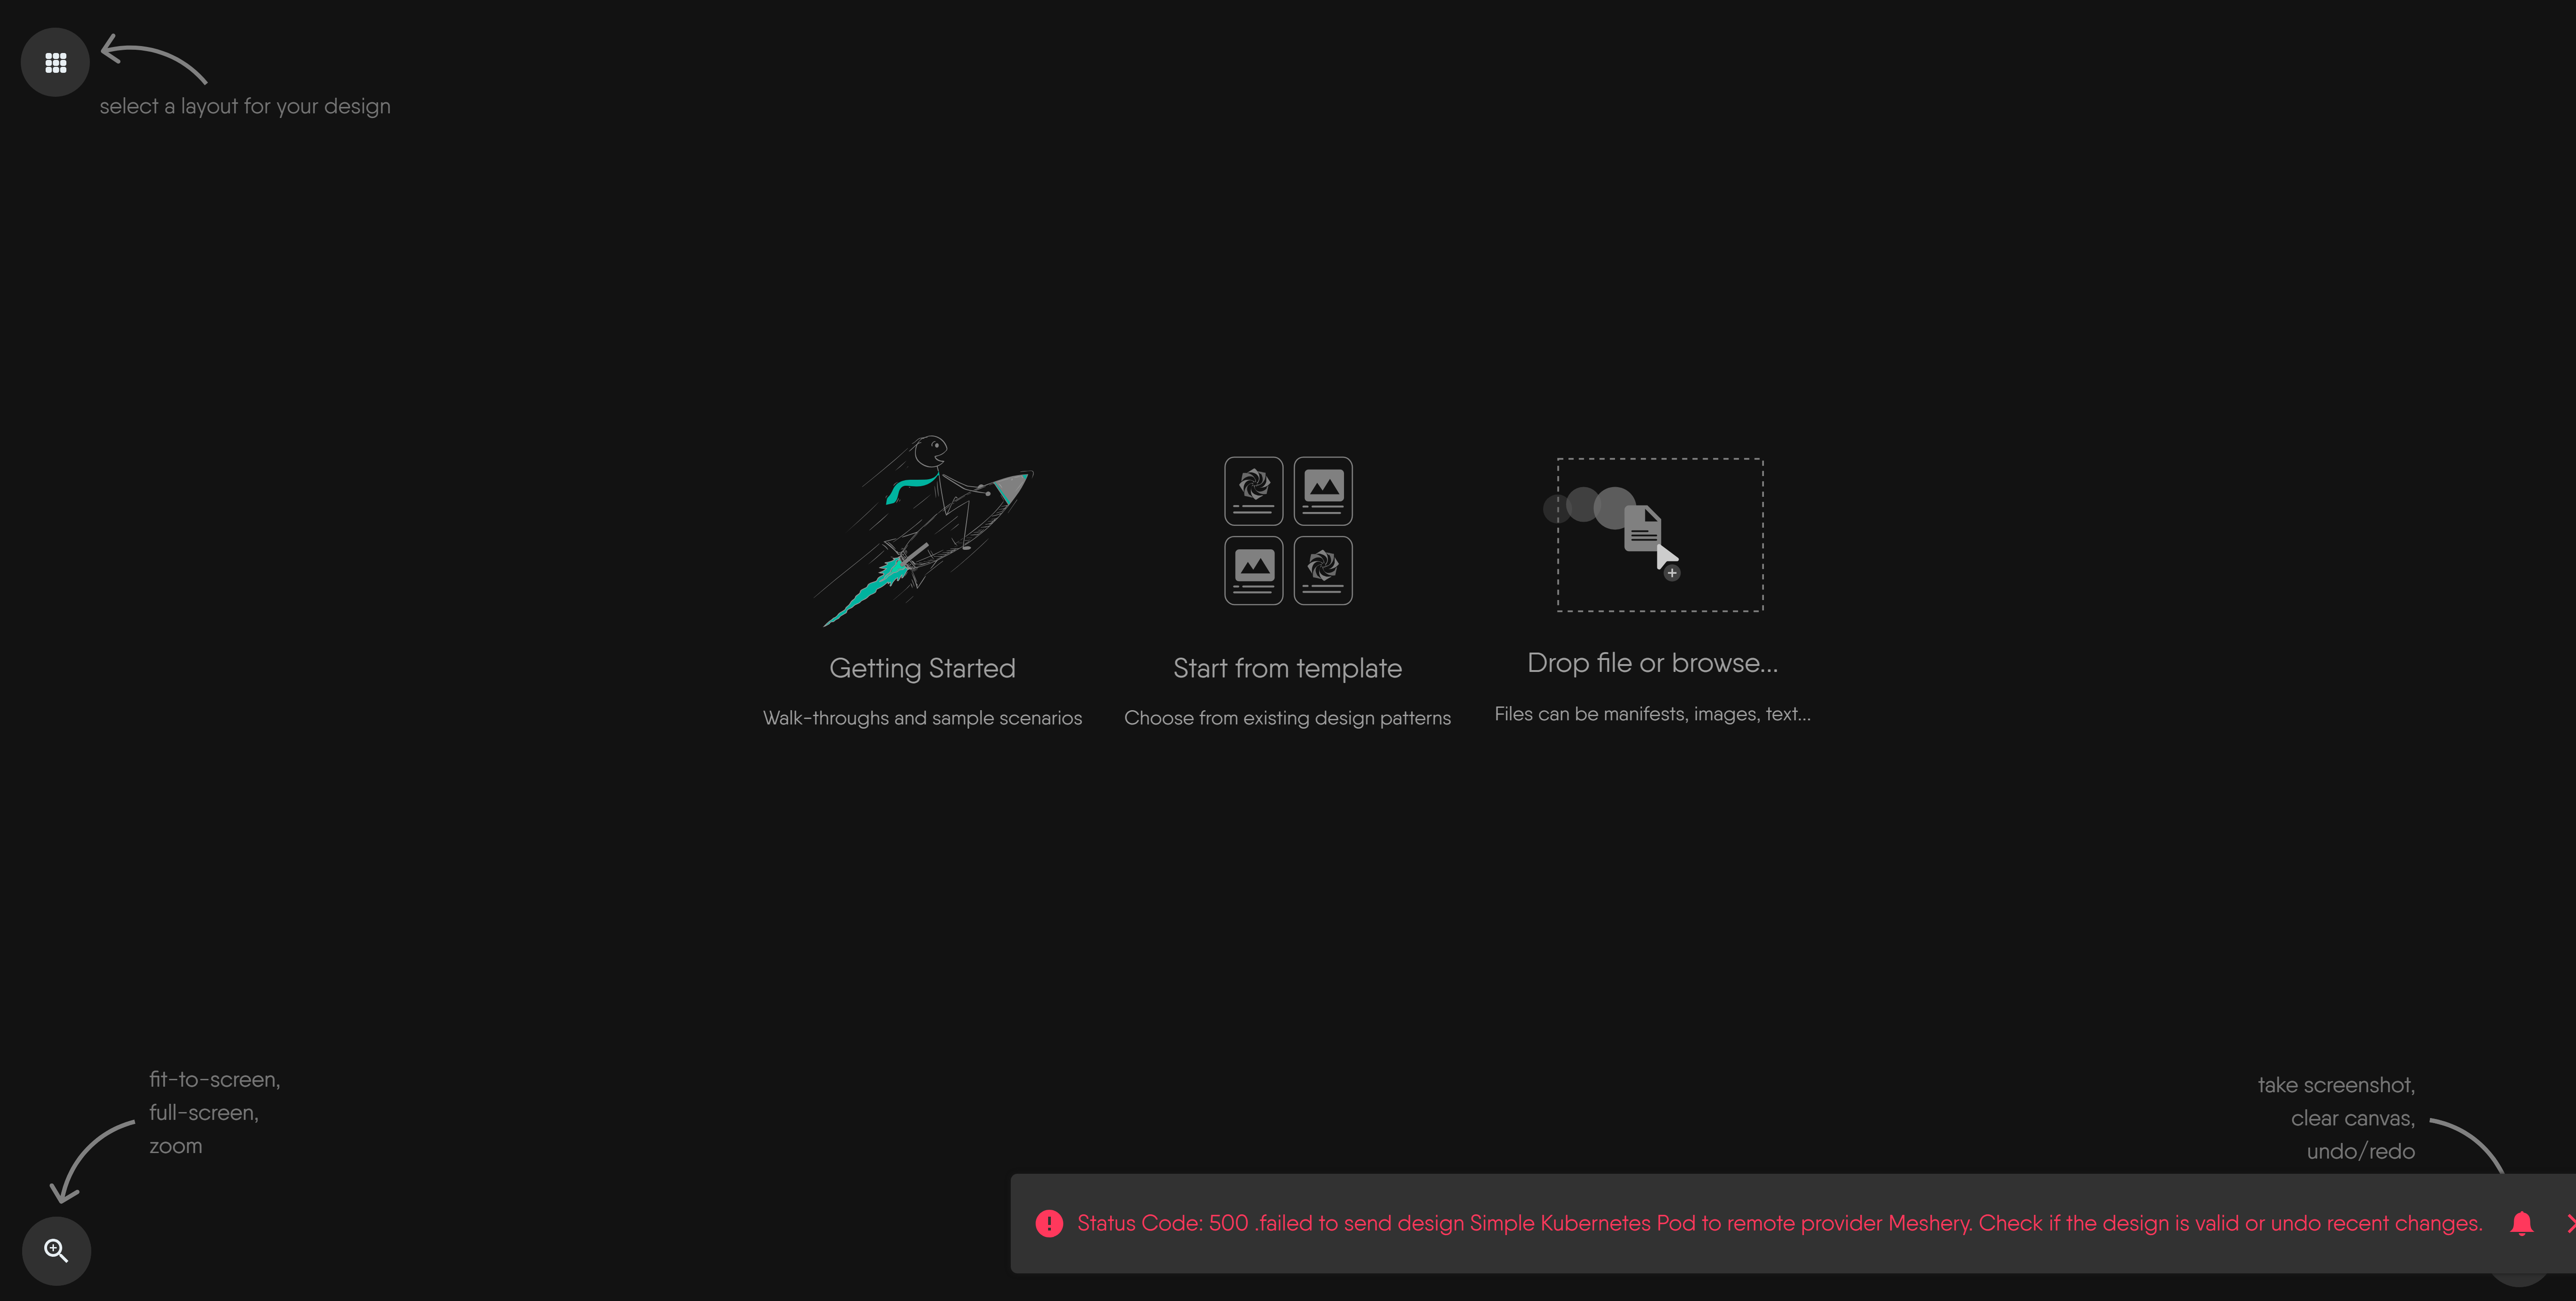 select a layout for your design
Getting Started
Walk-throughs and sample scenarios
Start from template
Choose from existing design patterns
Drop file or browse...
Files can be manifests, images, text...
fit-to-screen,
full-screen,
zoom
take screenshot,
clear canvas,
undo/redo
Status Code: 500 .failed to send design Simple Kubernetes Pod to remote provider Meshery. Check if the design is valid or undo recent changes.